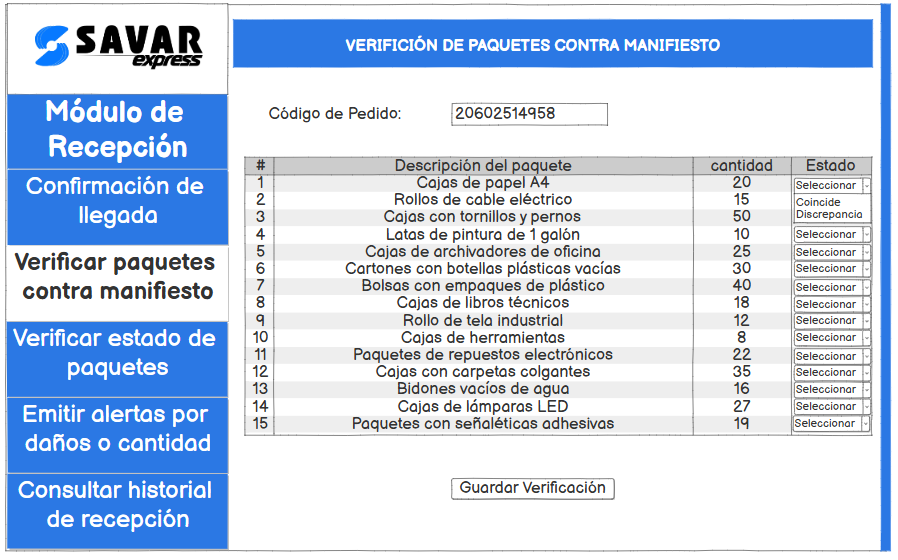 SAVAR
express
VERIFICIÓN DE PAQUETES CONTRA MANIFIESTO
Módulo de
Recepción
Confirmación de
llegada
Verificar paquetes
contra manifiesto
Verificar estado de
paquetes
Emitir alertas por
daños o cantidad
Consultar historial
de recepción
Código de Pedido: 20602514958
# Descripción del paquete cantidad Estado
1 Cajas de papel A4 20 Seleccionar
2 Rollos de cable eléctrico 15 Coincide
3 Cajas con tornillos y pernos 50 Discrepancia
4 Latas de pintura de 1 galón 10 Seleccionar
5 Cajas de archivadores de oficina 25 Seleccionar
6 Cartones con botellas plásticas vacías 30 Seleccionar
7 Bolsas con empaques de plástico 40 Seleccionar
8 Cajas de libros técnicos 18 Seleccionar
9 Rollo de tela industrial 12 Seleccionar
10 Cajas de herramientas 8 Seleccionar
11 Paquetes de repuestos electrónicos 22 Seleccionar
12 Cajas con carpetas colgantes 35 Seleccionar
13 Bidones vacíos de agua 16 Seleccionar
14 Cajas de lámparas LED 27 Seleccionar
15 Paquetes con señaléticas adhesivas 19 Seleccionar
Guardar Verificación